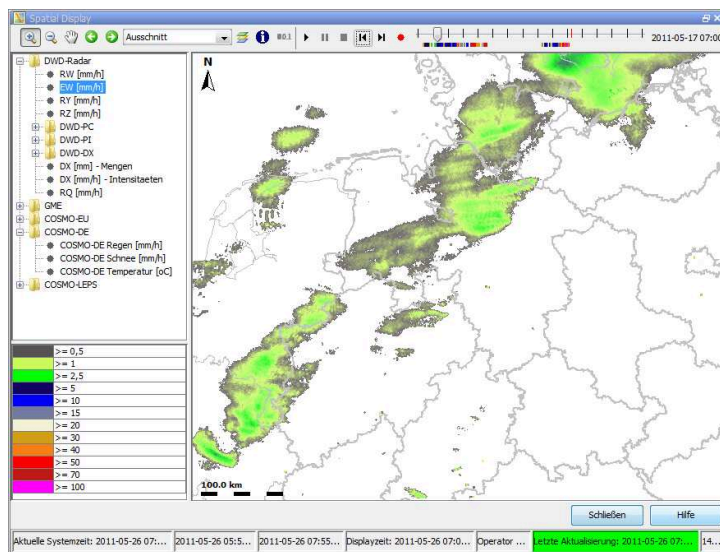 Spatial Display
Ausschnitt
2011-05-17 07:00
DWD-Radar
RW [mm/h]
EW [mm/h]
RY [mm/h]
RZ [mm/h]
DWD-PC
DWD-PI
DWD-DX
DX [mm] - Mengen
DX [mm/h] - Intensitaeten
RQ [mm/h]
GME
COSMO-EU
COSMO-DE
COSMO-DE Regen [mm/h]
COSMO-DE Schnee [mm/h]
COSMO-DE Temperatur [oC]
COSMO-LEPS
>= 0,5
>= 1
>= 2,5
>= 5
>= 10
>= 15
>= 20
>= 30
>= 40
>= 50
>= 70
>= 100
N
100.0 km
Schließen
Hilfe
Aktuelle Systemzeit: 2011-05-26 07:...
2011-05-26 05:5...
2011-05-26 07:55...
Displayzeit: 2011-05-26 07:0...
Operator ...
Letzte Aktualisierung: 2011-05-26 07:...
14...